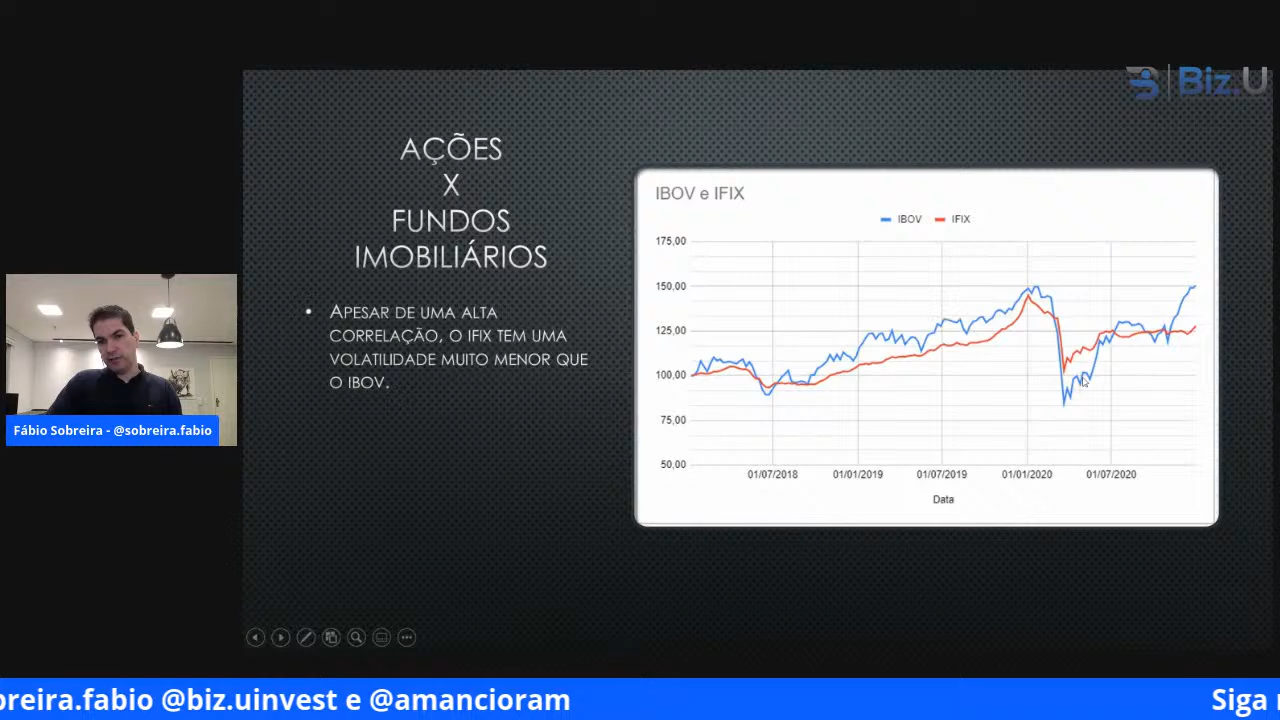 Biz.U
AÇÕES
X
FUNDOS
IMOBILIÁRIOS
• APESAR DE UMA ALTA
CORRELAÇÃO, O IFIX TEM UMA
VOLATILIDADE MUITO MENOR QUE
O IBOV.
IBOV e IFIX
IBOV IFIX
175,00
150,00
125,00
100,00
75,00
50,00
01/07/2018 01/01/2019 01/07/2019 01/01/2020 01/07/2020
Data
Fábio Sobreira - @sobreira.fabio
obreira.fabio @biz.uinvest e @amancioram Siga